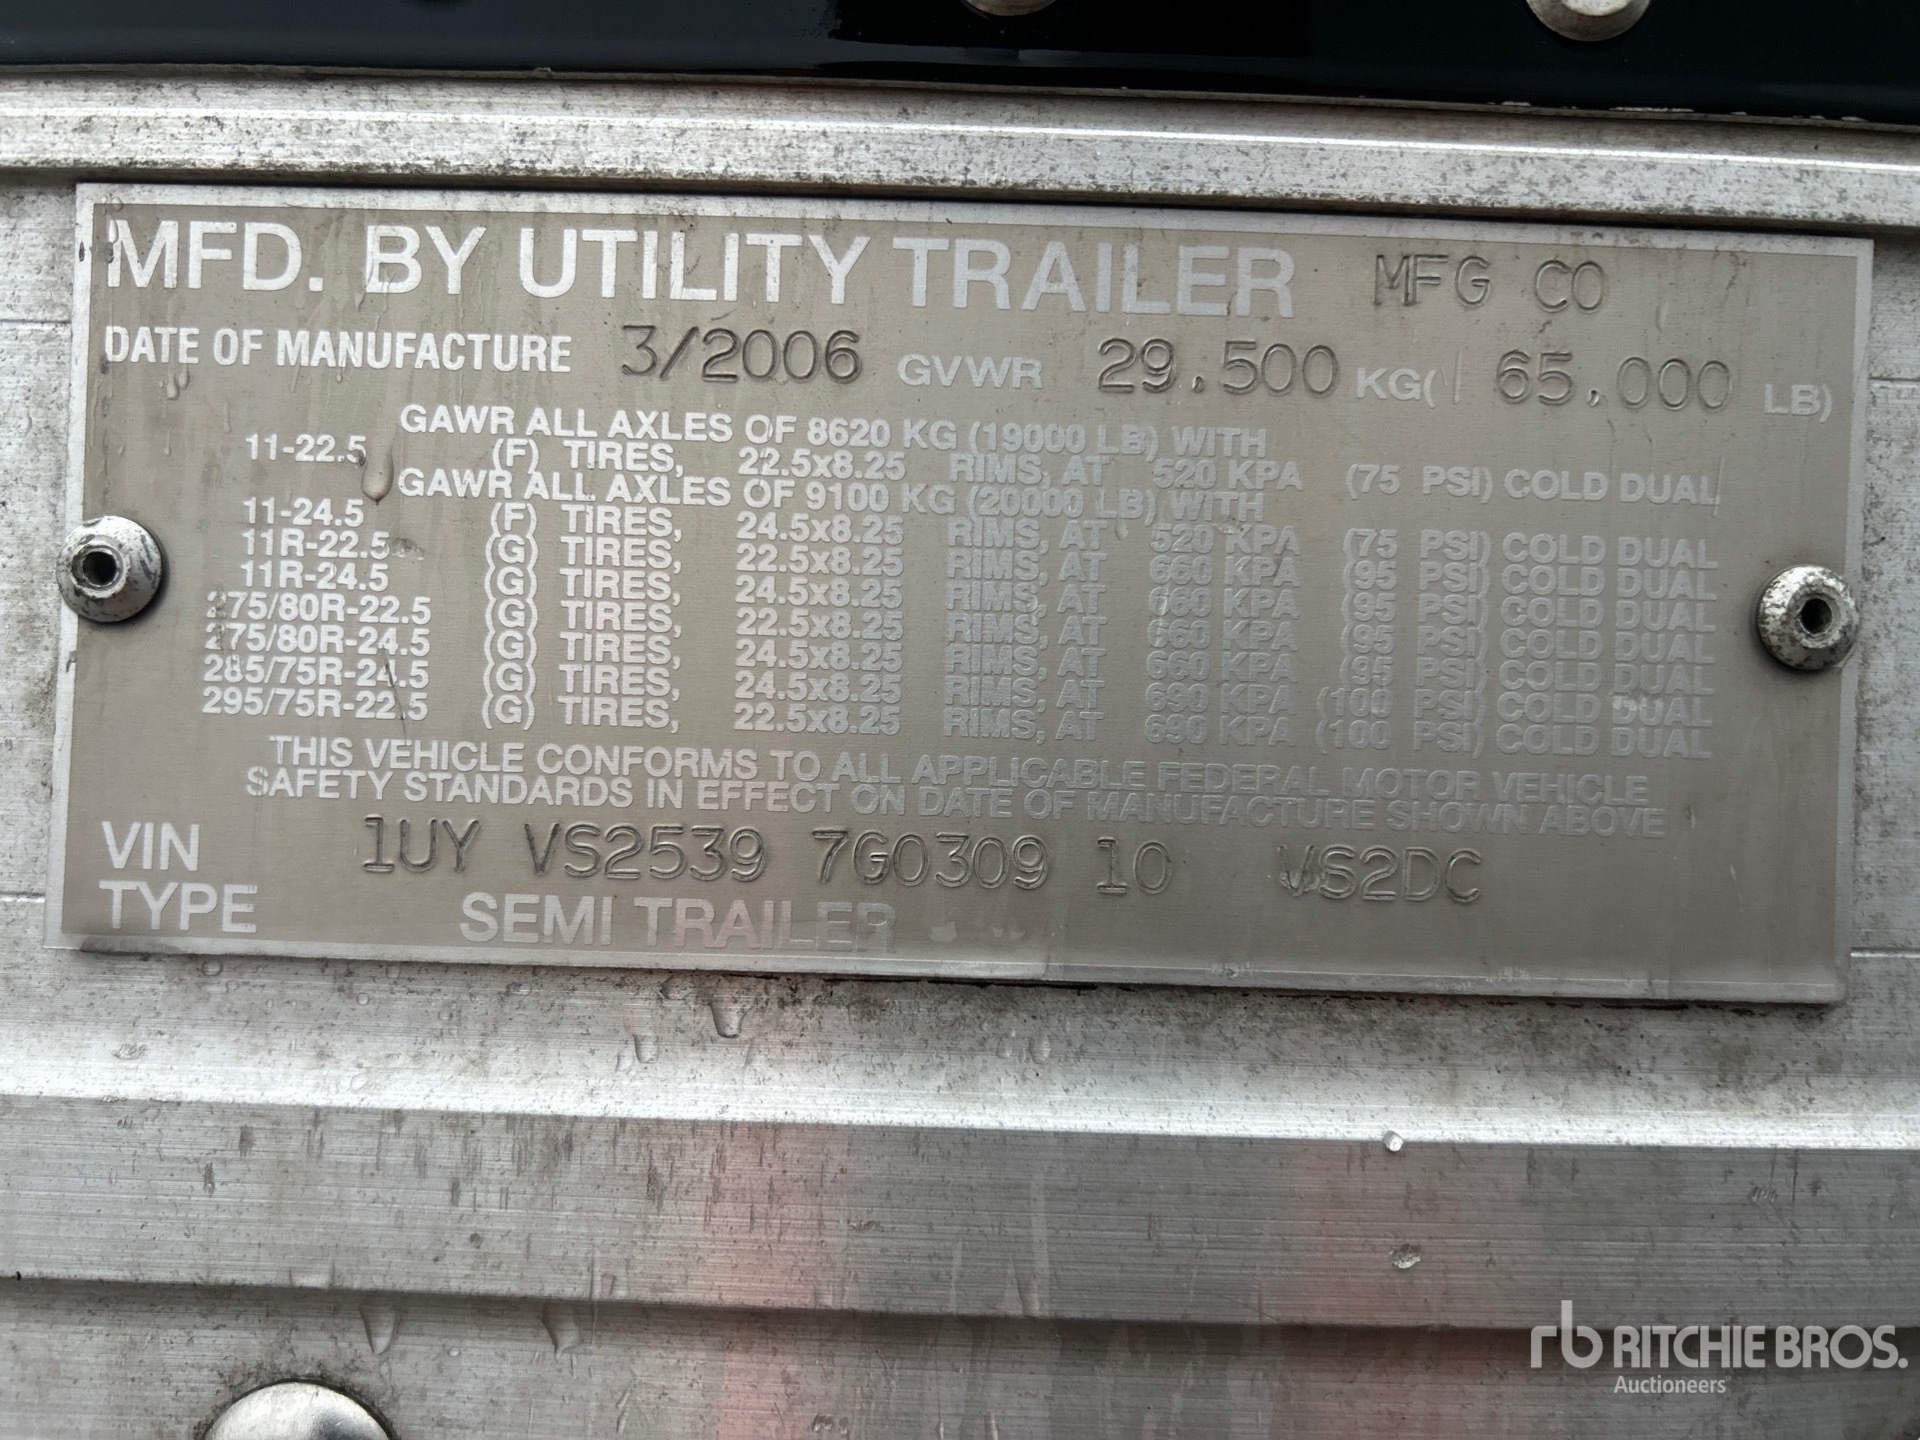 MFD. BY UTILITY TRAILER MFG CO
DATE OF MANUFACTURE 3/2006 GVWR 29,500 KG( 65,000 LB)
GAWR ALL AXLES OF 8620 KG (19000 LB) WITH
11-22.5 (F) TIRES, 22.5x8.25 RIMS, AT 520 KPA (75 PSI) COLD DUAL
GAWR ALL AXLES OF 9100 KG (20000 LB) WITH
11-24.5 (F) TIRES, 24.5x8.25 RIMS, AT 520 KPA (75 PSI) COLD DUAL
11R-22.5 (G) TIRES, 22.5x8.25 RIMS, AT 660 KPA (95 PSI) COLD DUAL
11R-24.5 (G) TIRES, 24.5x8.25 RIMS, AT 660 KPA (95 PSI) COLD DUAL
275/80R-22.5 (G) TIRES, 22.5x8.25 RIMS, AT 660 KPA (95 PSI) COLD DUAL
275/80R-24.5 (G) TIRES, 24.5x8.25 RIMS, AT 660 KPA (95 PSI) COLD DUAL
285/75R-24.5 (G) TIRES, 24.5x8.25 RIMS, AT 690 KPA (100 PSI) COLD DUAL
295/75R-22.5 (G) TIRES, 22.5x8.25 RIMS, AT 690 KPA (100 PSI) COLD DUAL
THIS VEHICLE CONFORMS TO ALL APPLICABLE FEDERAL MOTOR VEHICLE
SAFETY STANDARDS IN EFFECT ON DATE OF MANUFACTURE SHOWN ABOVE
VIN 1UY VS2539 7G0309 10 VS2DC
TYPE SEMI TRAILER
rb RITCHIE BROS.
Auctioneers